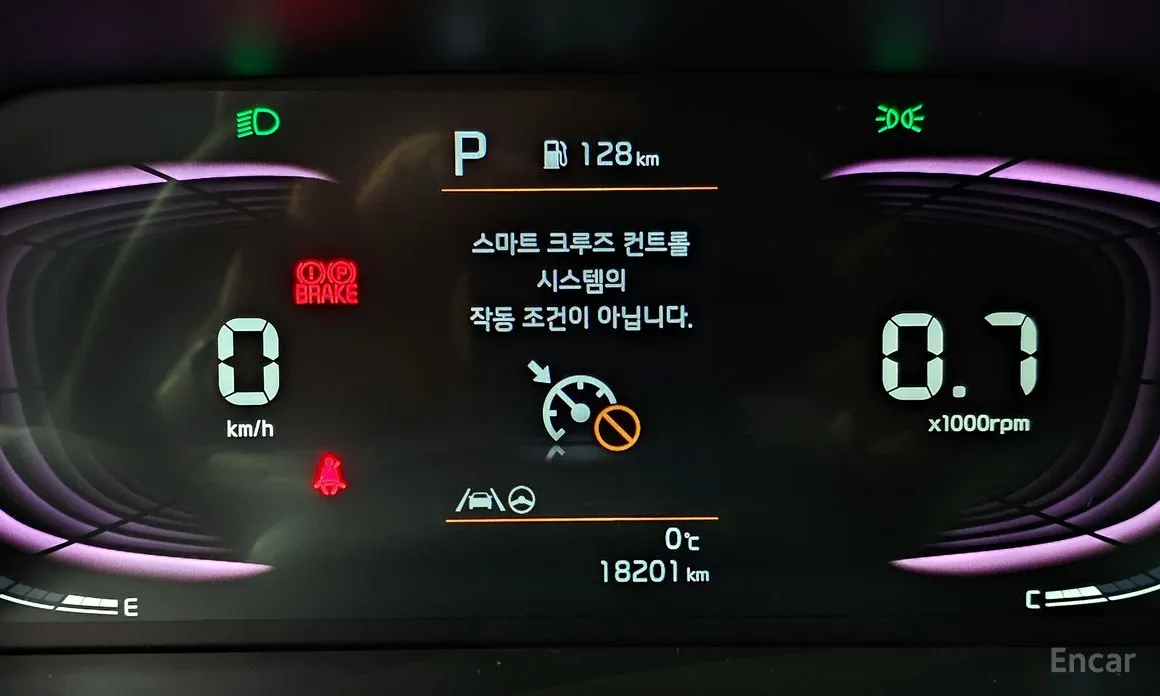 P 128km
스마트 크루즈 컨트롤
시스템의
작동 조건이 아닙니다.
(!) (P)
BRAKE
0
km/h
0.7
x1000rpm
0℃
18201 km
E
C
Encar